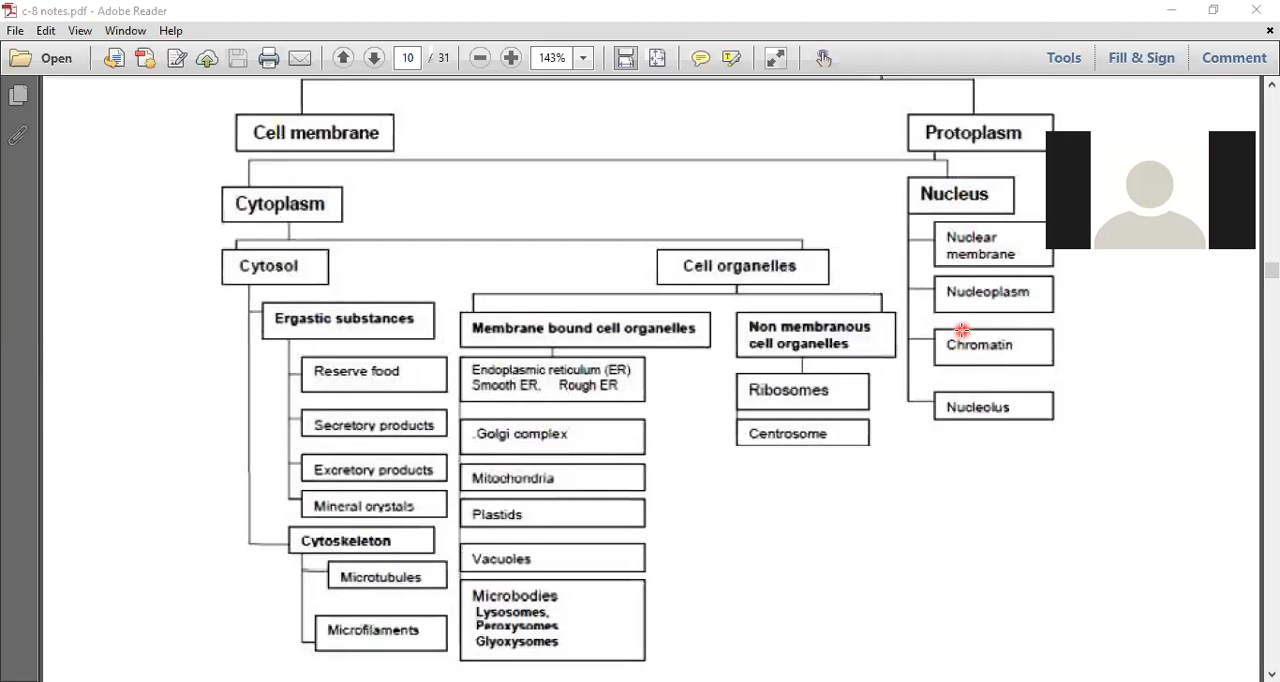 c-8 notes.pdf - Adobe Reader
File Edit View Window Help
Open 10 / 31 143% Tools Fill & Sign Comment
Cell membrane
Protoplasm
Cytoplasm
Nucleus
Nuclear
membrane
Nucleoplasm
Chromatin
Nucleolus
Cytosol
Cell organelles
Ergastic substances
Reserve food
Secretory products
Excretory products
Mineral crystals
Cytoskeleton
Microtubules
Microfilaments
Membrane bound cell organelles
Endoplasmic reticulum (ER)
Smooth ER, Rough ER
.Golgi complex
Mitochondria
Plastids
Vacuoles
Microbodies
Lysosomes,
Peroxysomes
Glyoxysomes
Non membranous
cell organelles
Ribosomes
Centrosome